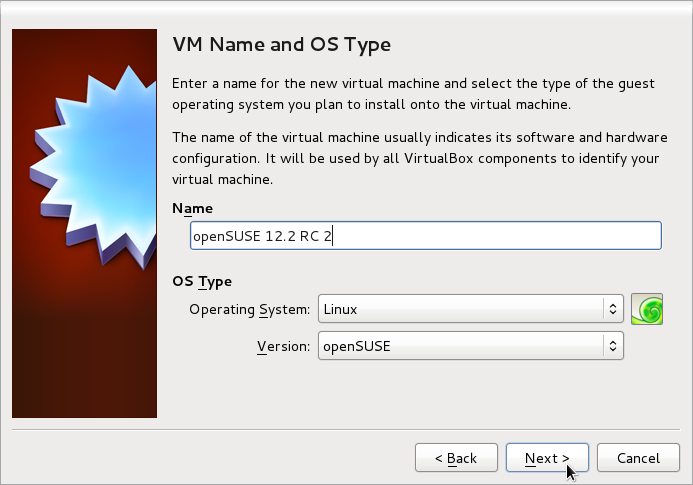 VM Name and OS Type
Enter a name for the new virtual machine and select the type of the guest
operating system you plan to install onto the virtual machine.
The name of the virtual machine usually indicates its software and hardware
configuration. It will be used by all VirtualBox components to identify your
virtual machine.
Name
openSUSE 12.2 RC 2
OS Type
Operating System: Linux
Version: openSUSE
< Back Next > Cancel